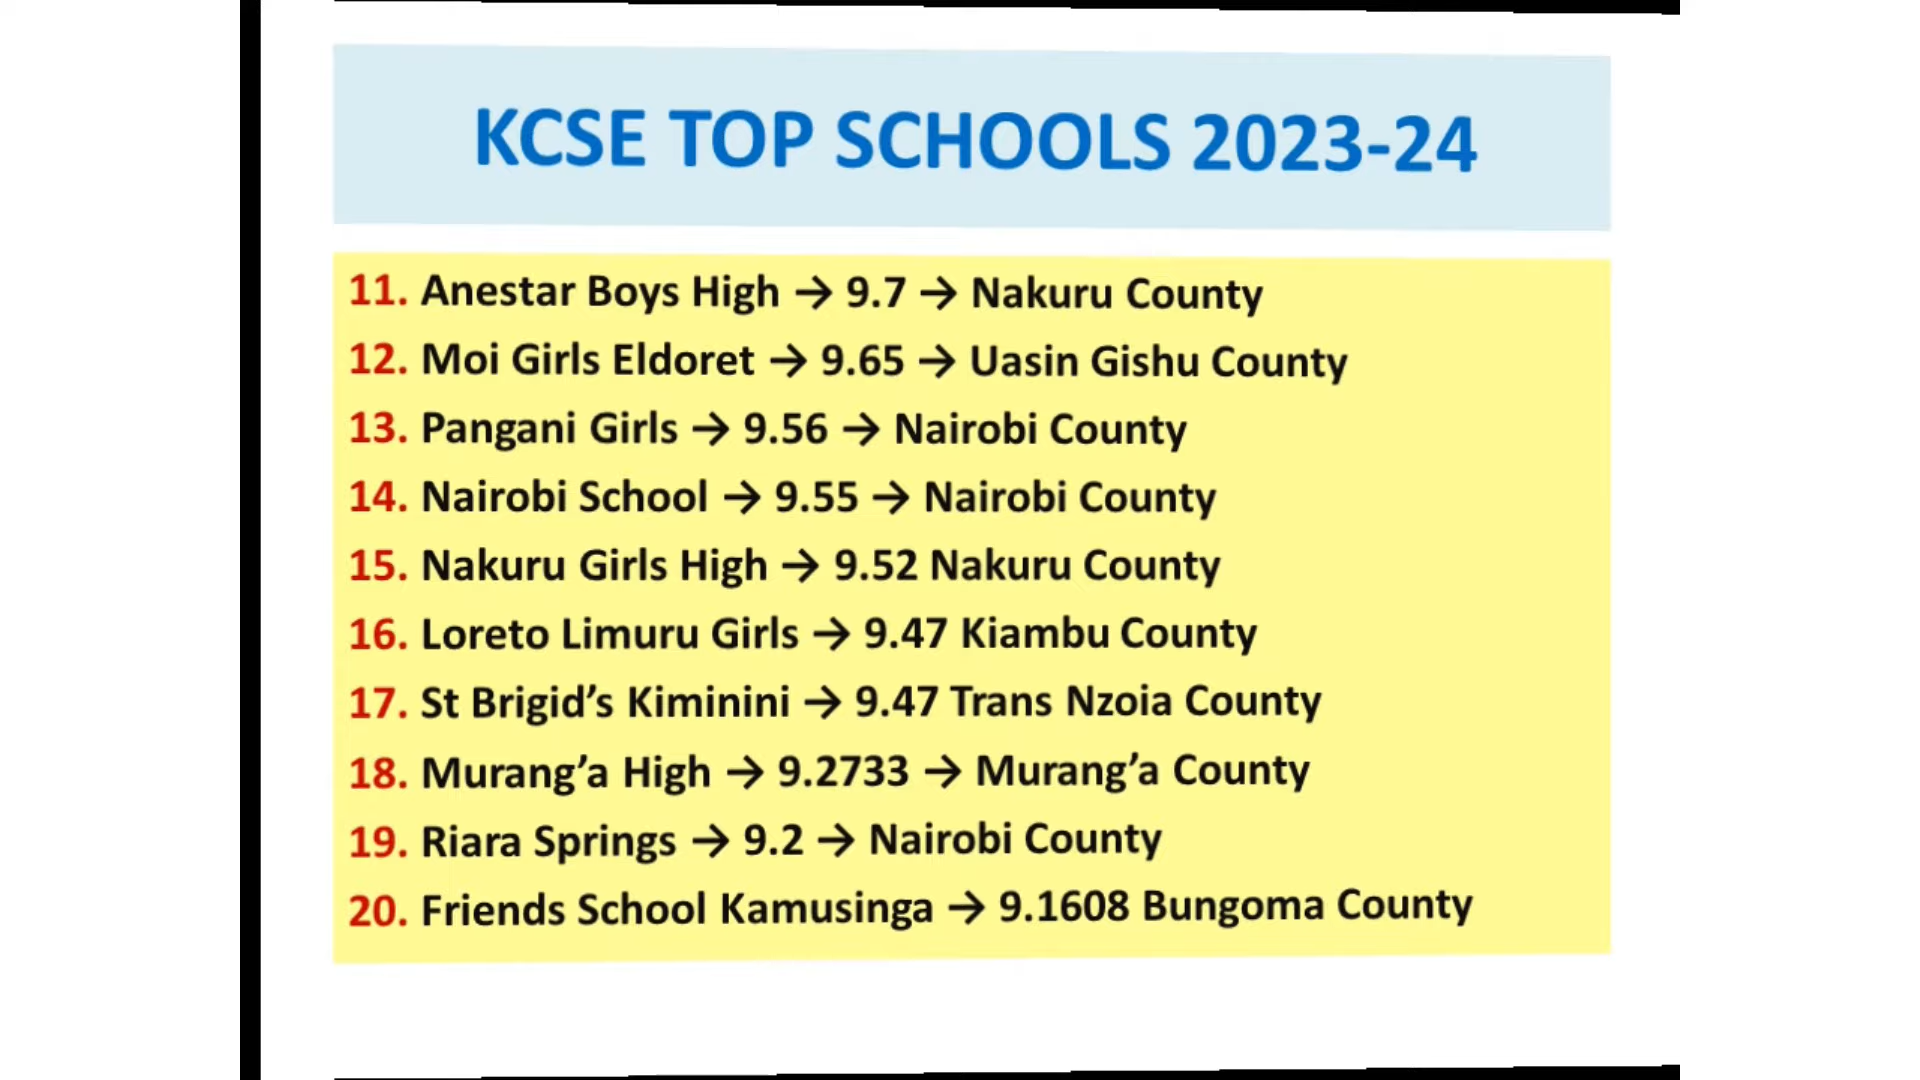 KCSE TOP SCHOOLS 2023-24
11. Anestar Boys High → 9.7 → Nakuru County
12. Moi Girls Eldoret → 9.65 → Uasin Gishu County
13. Pangani Girls → 9.56 → Nairobi County
14. Nairobi School → 9.55 → Nairobi County
15. Nakuru Girls High → 9.52 Nakuru County
16. Loreto Limuru Girls → 9.47 Kiambu County
17. St Brigid’s Kiminini → 9.47 Trans Nzoia County
18. Murang’a High → 9.2733 → Murang’a County
19. Riara Springs → 9.2 → Nairobi County
20. Friends School Kamusinga → 9.1608 Bungoma County